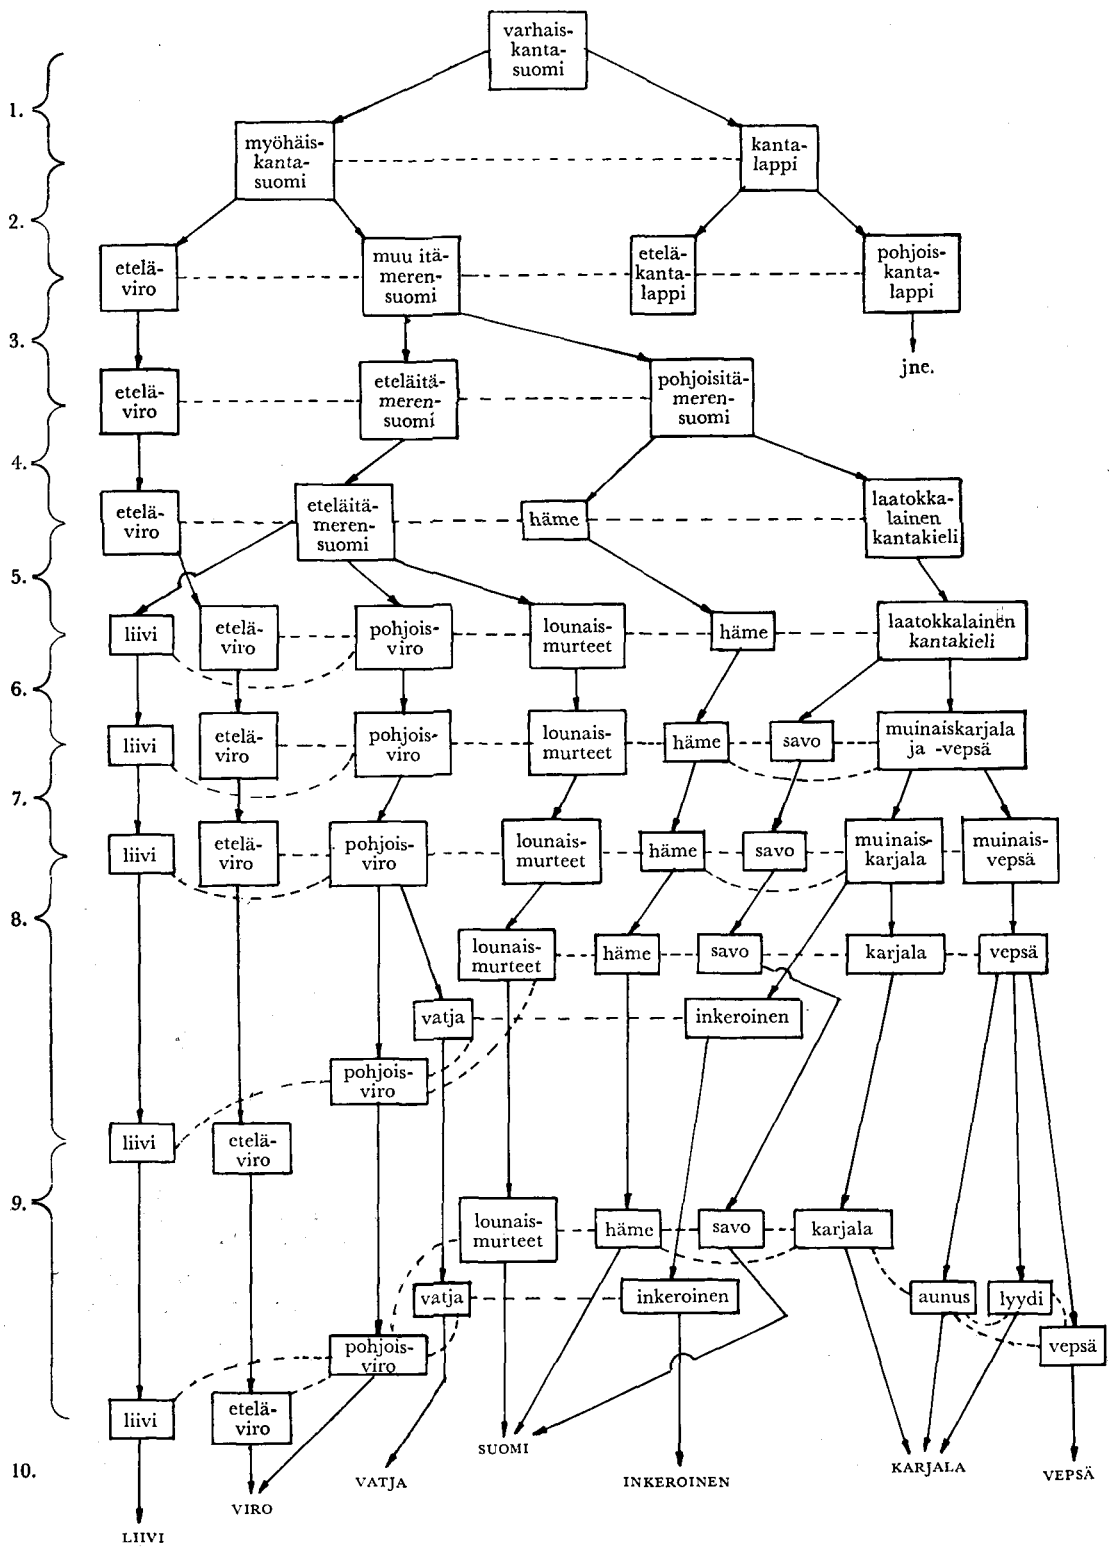 varhais-
kanta-
suomi
1.
myöhäis-
kanta-
suomi
kanta-
lappi
2.
etelä-
viro
muu itä-
meren-
suomi
etelä-
kanta-
lappi
pohjois-
kanta-
lappi
3.
jne.
etelä-
viro
eteläitä-
meren-
suomi
pohjoisitä-
meren-
suomi
4.
etelä-
viro
eteläitä-
meren-
suomi
häme
laatokka-
lainen
kantakieli
5.
liivi
etelä-
viro
pohjois-
viro
lounais-
murteet
häme
laatokkalainen
kantakieli
6.
liivi
etelä-
viro
pohjois-
viro
lounais-
murteet
häme
savo
muinaiskarjala
ja -vepsä
7.
liivi
etelä-
viro
pohjois-
viro
lounais-
murteet
häme
savo
muinais-
karjala
muinais-
vepsä
8.
lounais-
murteet
häme
savo
karjala
vepsä
vatja
inkeroinen
pohjois-
viro
liivi
etelä-
viro
9.
lounais-
murteet
häme
savo
karjala
vatja
inkeroinen
aunus
lyydi
pohjois-
viro
vepsä
liivi
etelä-
viro
10.
SUOMI
KARJALA
VEPSÄ
VATJA
INKEROINEN
VIRO
LIIVI